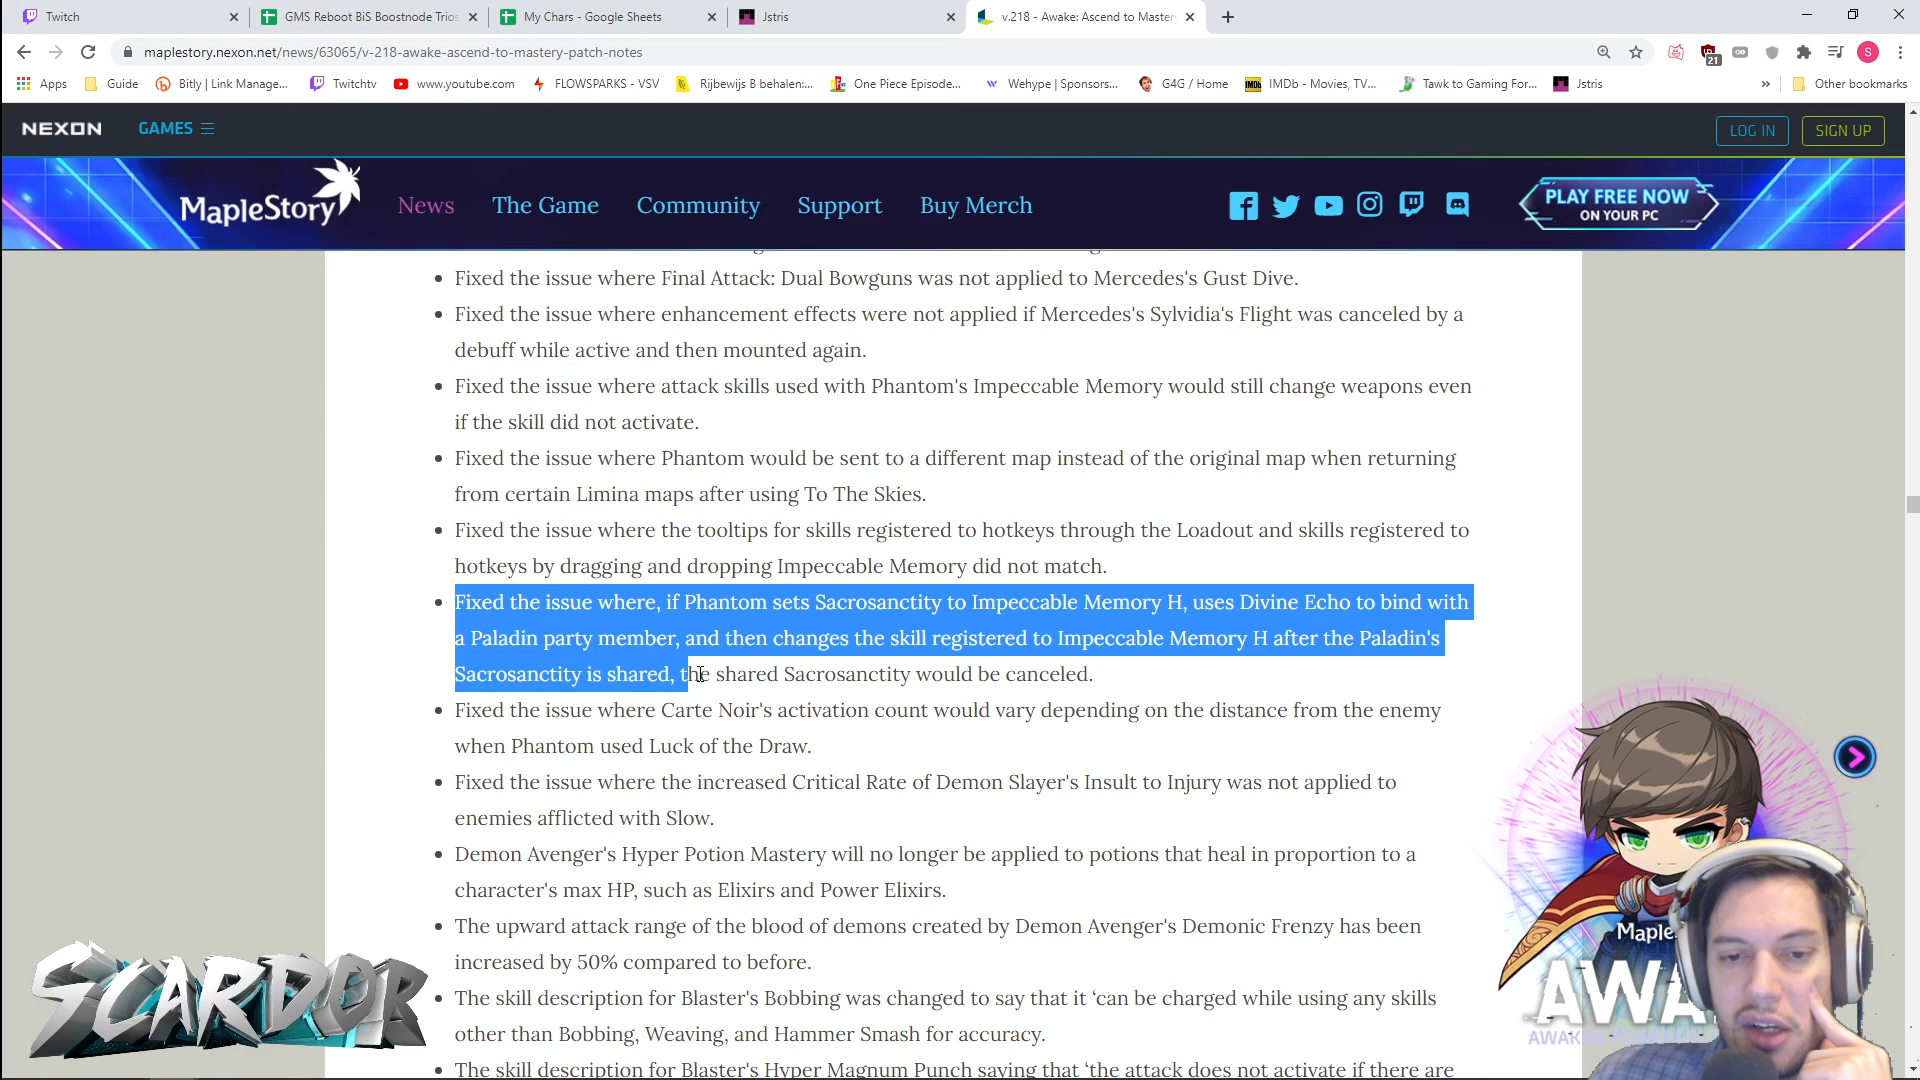 Twitch
GMS Reboot BiS Boostnode Trios
My Chars - Google Sheets
Jstris
v.218 - Awake: Ascend to Master
maplestory.nexon.net/news/63065/v-218-awake-ascend-to-mastery-patch-notes
21
S
Apps
Guide
Bitly | Link Manage...
Twitchtv
www.youtube.com
FLOWSPARKS - VSV
Rijbewijs B behalen:...
One Piece Episode...
Wehype | Sponsors...
G4G / Home
IMDb - Movies, TV...
Tawk to Gaming For...
Jstris
»
Other bookmarks
NEXON
GAMES
LOG IN
SIGN UP
MapleStory
News
The Game
Community
Support
Buy Merch
PLAY FREE NOW
ON YOUR PC
Fixed the issue where Final Attack: Dual Bowguns was not applied to Mercedes's Gust Dive.
Fixed the issue where enhancement effects were not applied if Mercedes's Sylvidia's Flight was canceled by a
debuff while active and then mounted again.
Fixed the issue where attack skills used with Phantom's Impeccable Memory would still change weapons even
if the skill did not activate.
Fixed the issue where Phantom would be sent to a different map instead of the original map when returning
from certain Limina maps after using To The Skies.
Fixed the issue where the tooltips for skills registered to hotkeys through the Loadout and skills registered to
hotkeys by dragging and dropping Impeccable Memory did not match.
Fixed the issue where, if Phantom sets Sacrosanctity to Impeccable Memory H, uses Divine Echo to bind with
a Paladin party member, and then changes the skill registered to Impeccable Memory H after the Paladin's
Sacrosanctity is shared, the shared Sacrosanctity would be canceled.
Fixed the issue where Carte Noir's activation count would vary depending on the distance from the enemy
when Phantom used Luck of the Draw.
Fixed the issue where the increased Critical Rate of Demon Slayer's Insult to Injury was not applied to
enemies afflicted with Slow.
Demon Avenger's Hyper Potion Mastery will no longer be applied to potions that heal in proportion to a
character's max HP, such as Elixirs and Power Elixirs.
The upward attack range of the blood of demons created by Demon Avenger's Demonic Frenzy has been
increased by 50% compared to before.
The skill description for Blaster's Bobbing was changed to say that it ‘can be charged while using any skills
other than Bobbing, Weaving, and Hammer Smash for accuracy.
The skill description for Blaster's Hyper Magnum Punch saying that ‘the attack does not activate if there are
SCARDOR
Maple
AWA
AWAK